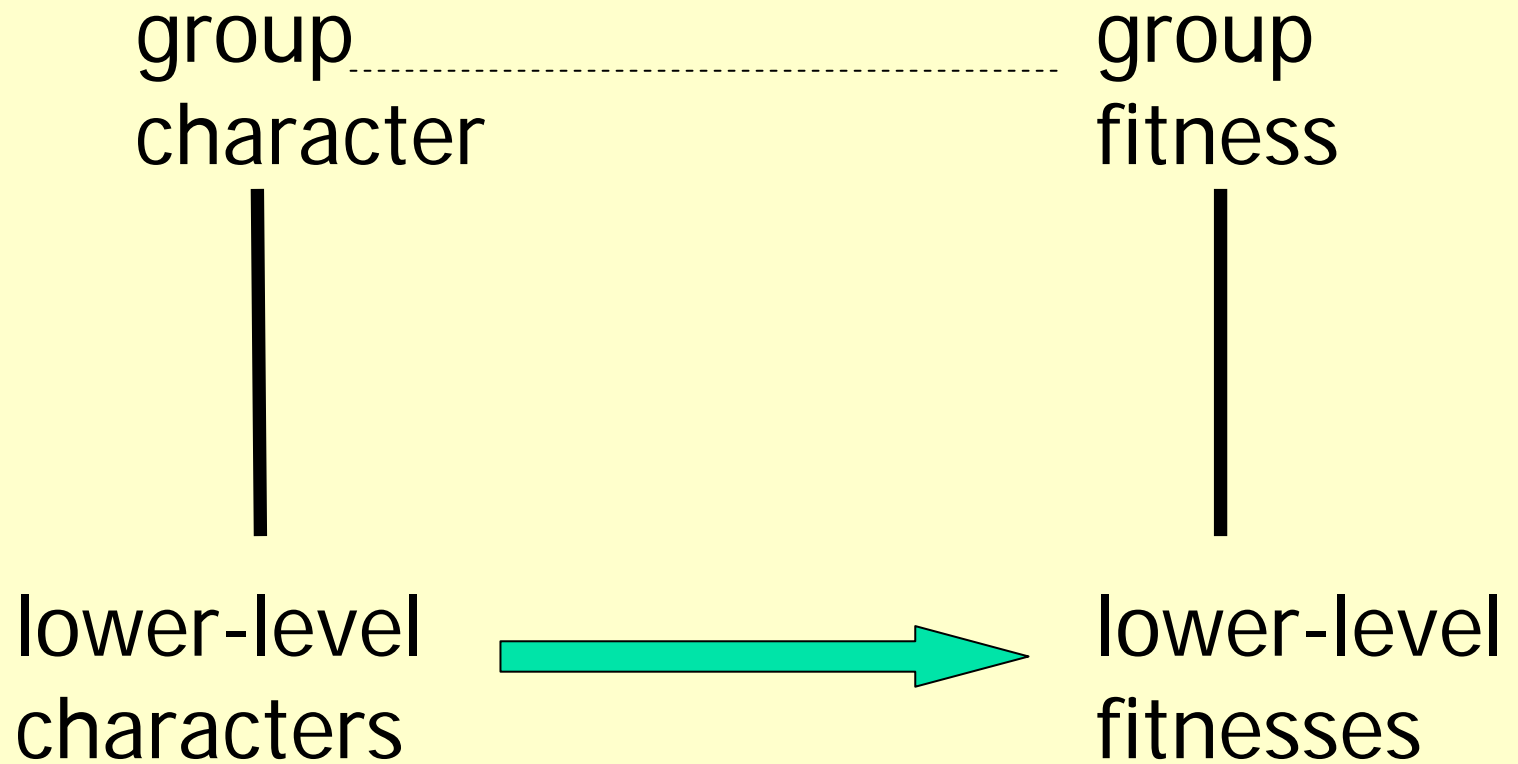 group
character
group
fitness
lower-level
characters
lower-level
fitnesses